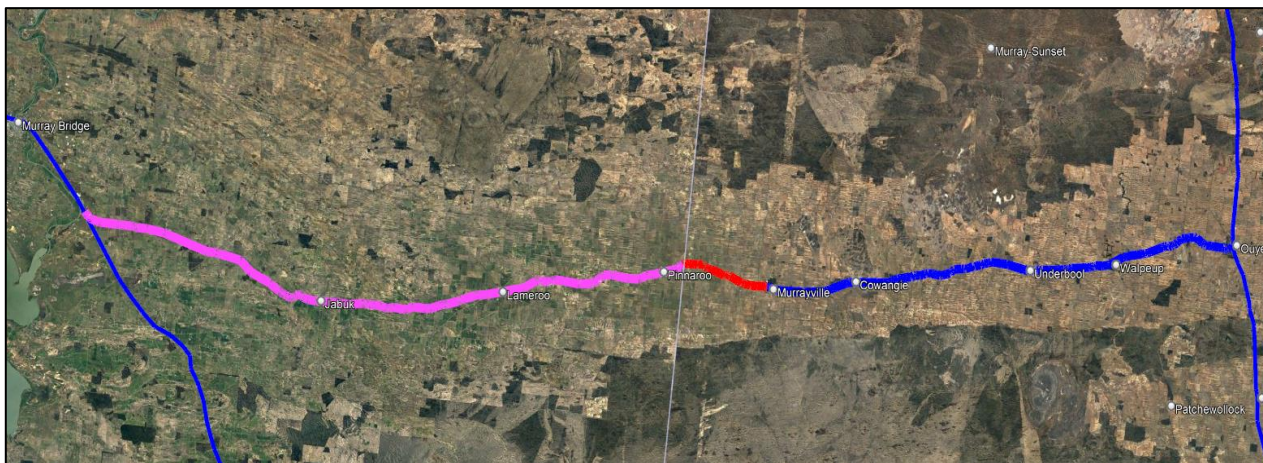 Murray-Sunset
Murray Bridge
Ouye
Pinnaroo
Walpeup
Underbool
Cowangie
Murrayville
Lameroo
Jabuk
Patchewollock